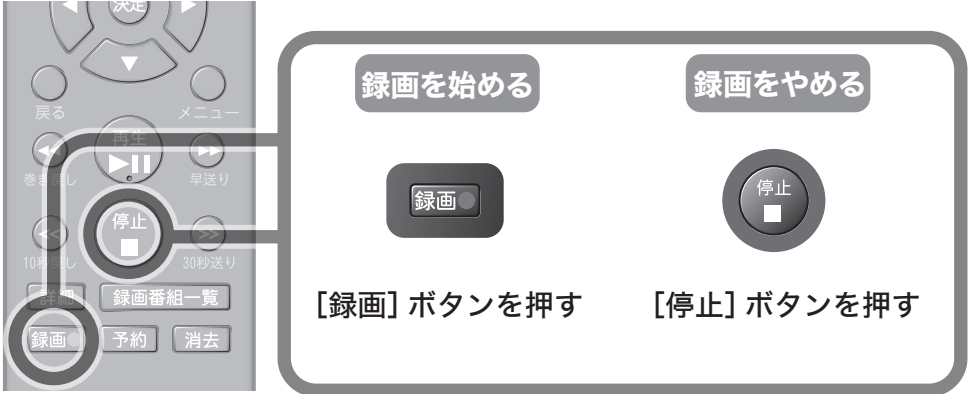 決定
戻る
メニュー
再生
巻き戻し
早送り
停止
10秒戻し
30秒送り
詳細
録画番組一覧
録画
予約
消去
録画を始める
録画をやめる
録画
停止
[録画] ボタンを押す
[停止] ボタンを押す